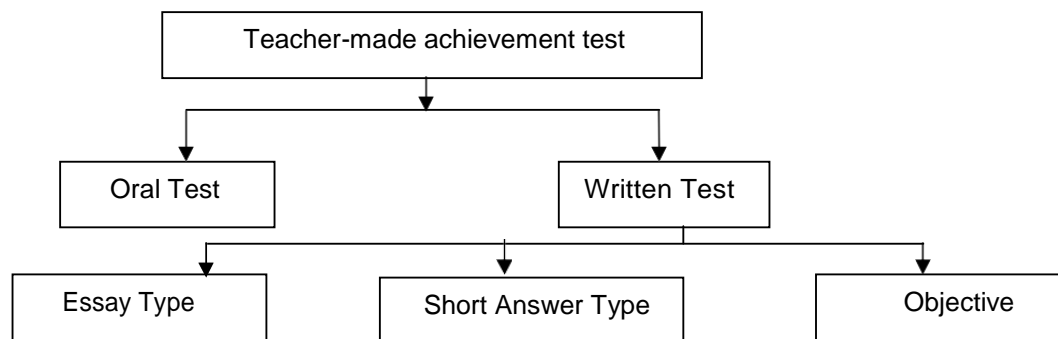 Teacher-made achievement test
Oral Test
Written Test
Essay Type
Short Answer Type
Objective